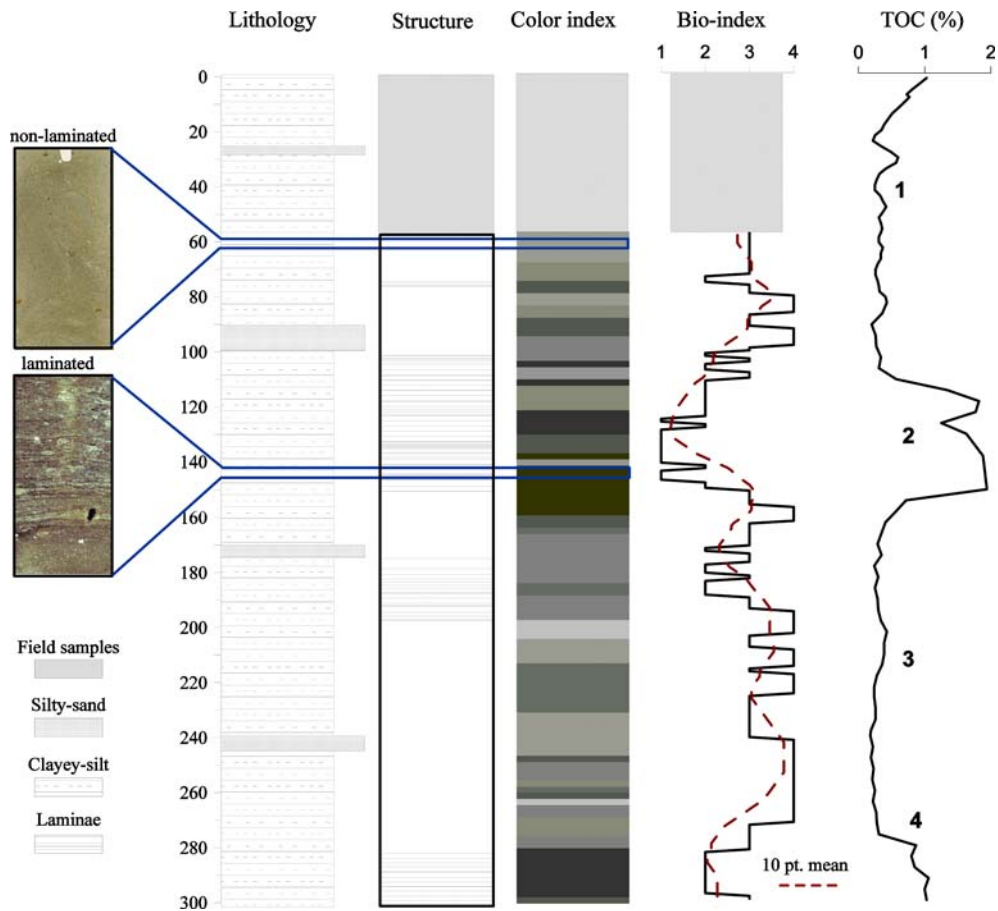 Lithology
Structure
Color index
Bio-index
TOC (%)
1 2 3 4
0 1 2
0
20
40
60
80
100
120
140
160
180
200
220
240
260
280
300
non-laminated
laminated
Field samples
Silty-sand
Clayey-silt
Laminae
1
2
3
4
10 pt. mean